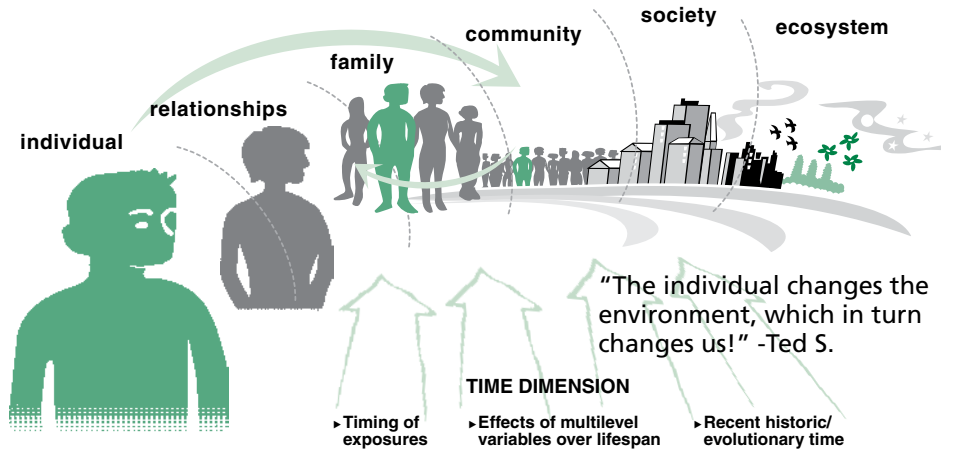 individual
relationships
family
community
society
ecosystem
“The individual changes the
environment, which in turn
changes us!” -Ted S.
TIME DIMENSION
▸Timing of
exposures
▸Effects of multilevel
variables over lifespan
▸Recent historic/
evolutionary time